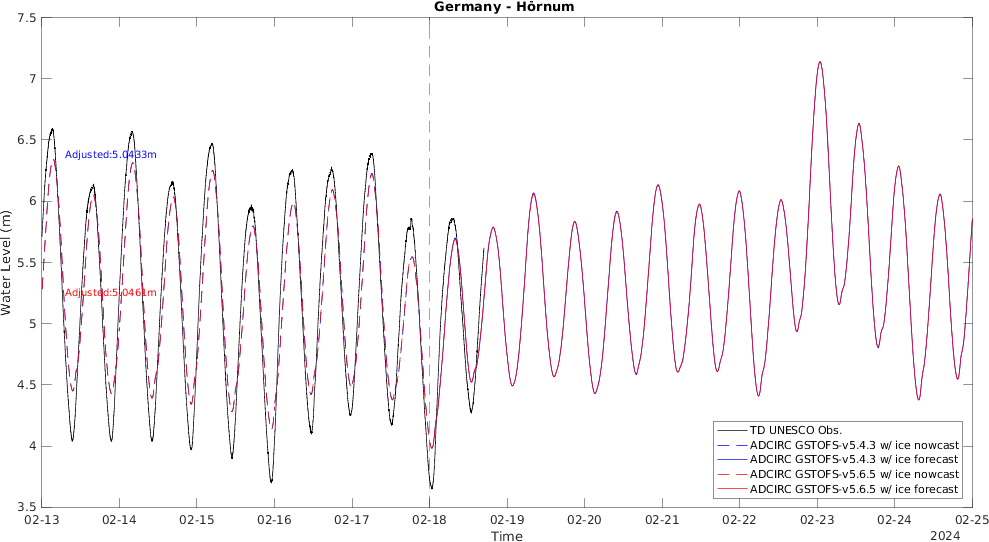 Germany - Hörnum
7.5
7
6.5
6
5.5
5
4.5
4
3.5
Water Level (m)
Adjusted:5.0433m
Adjusted:5.0461m
TD UNESCO Obs.
ADCIRC GSTOFS-v5.4.3 w/ ice nowcast
ADCIRC GSTOFS-v5.4.3 w/ ice forecast
ADCIRC GSTOFS-v5.6.5 w/ ice nowcast
ADCIRC GSTOFS-v5.6.5 w/ ice forecast
02-13 02-14 02-15 02-16 02-17 02-18 02-19 02-20 02-21 02-22 02-23 02-24 02-25
Time
2024